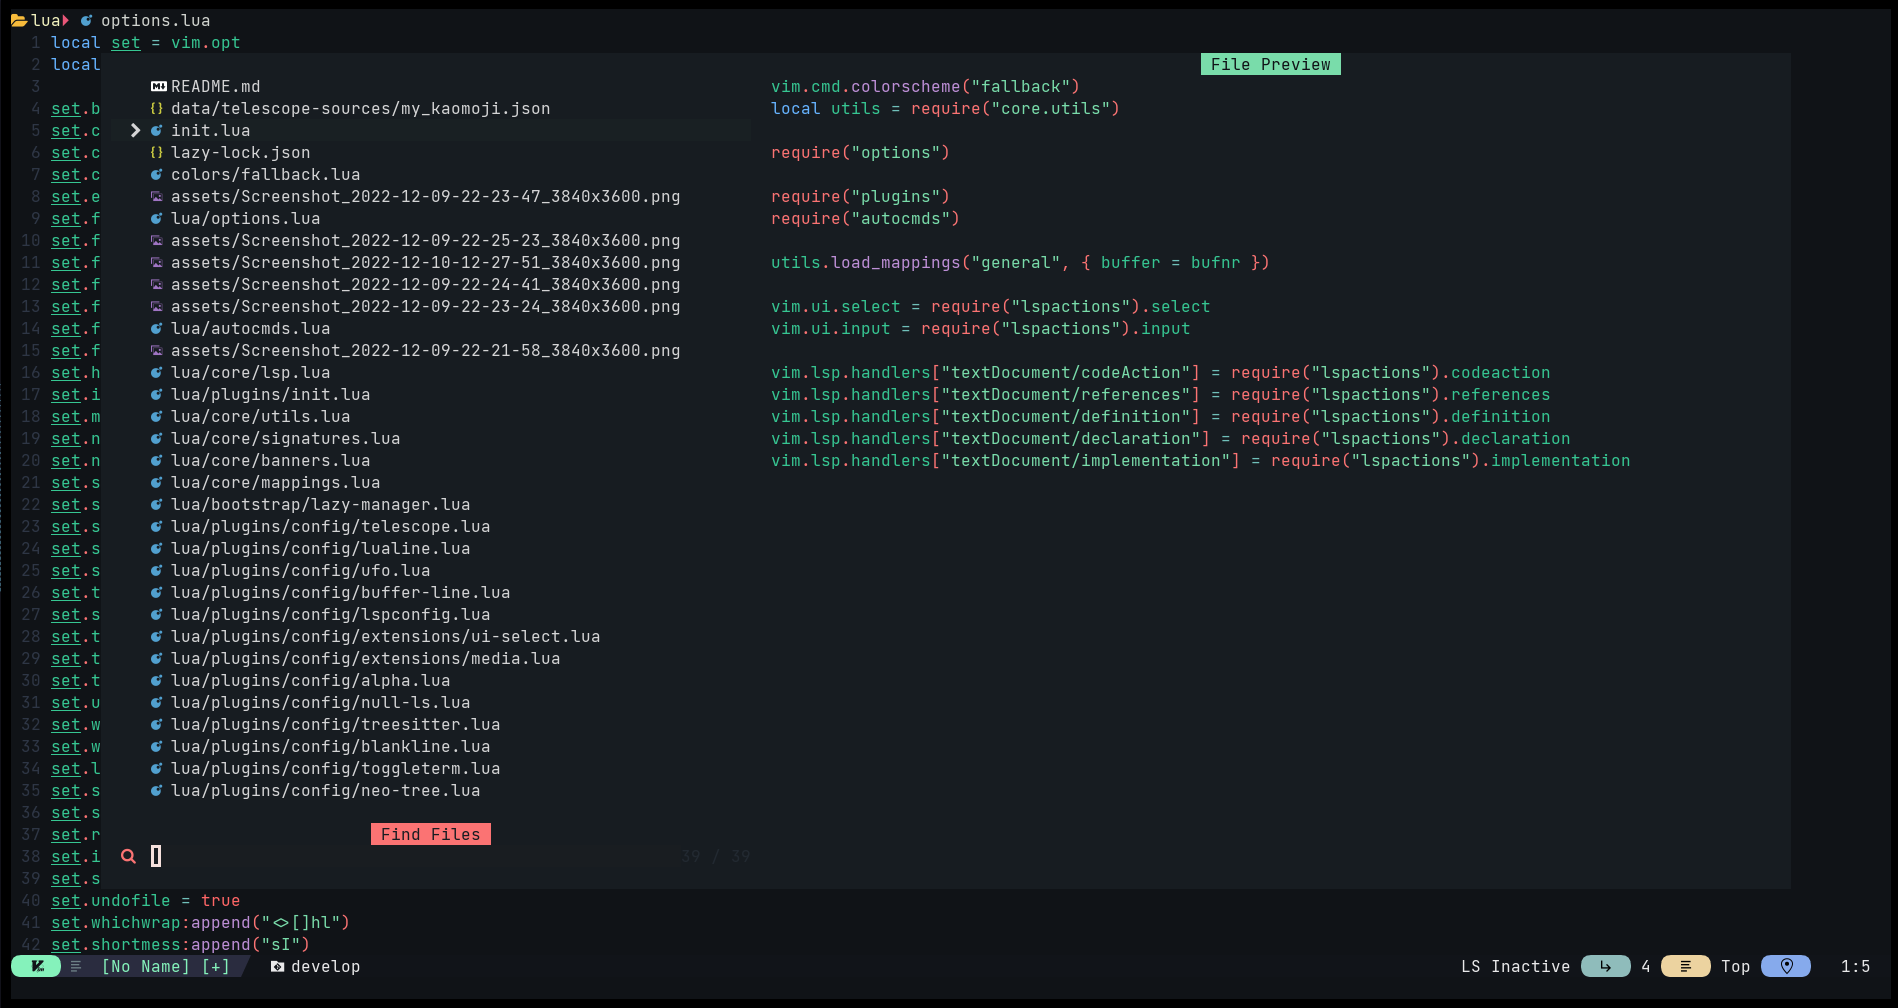 lua options.lua
1 local set = vim.opt
2 local
3
4 set.b
5 set.c
6 set.c
7 set.c
8 set.e
9 set.f
10 set.f
11 set.f
12 set.f
13 set.f
14 set.f
15 set.f
16 set.h
17 set.i
18 set.m
19 set.n
20 set.n
21 set.s
22 set.s
23 set.s
24 set.s
25 set.s
26 set.t
27 set.s
28 set.t
29 set.t
30 set.t
31 set.u
32 set.w
33 set.w
34 set.l
35 set.s
36 set.s
37 set.r
38 set.i
39 set.s
40 set.undofile = true
41 set.whichwrap:append("<>[]hl")
42 set.shortmess:append("sI")
README.md
{} data/telescope-sources/my_kaomoji.json
init.lua
{} lazy-lock.json
colors/fallback.lua
assets/Screenshot_2022-12-09-22-23-47_3840x3600.png
lua/options.lua
assets/Screenshot_2022-12-09-22-25-23_3840x3600.png
assets/Screenshot_2022-12-10-12-27-51_3840x3600.png
assets/Screenshot_2022-12-09-22-24-41_3840x3600.png
assets/Screenshot_2022-12-09-22-23-24_3840x3600.png
lua/autocmds.lua
assets/Screenshot_2022-12-09-22-21-58_3840x3600.png
lua/core/lsp.lua
lua/plugins/init.lua
lua/core/utils.lua
lua/core/signatures.lua
lua/core/banners.lua
lua/core/mappings.lua
lua/bootstrap/lazy-manager.lua
lua/plugins/config/telescope.lua
lua/plugins/config/lualine.lua
lua/plugins/config/ufo.lua
lua/plugins/config/buffer-line.lua
lua/plugins/config/lspconfig.lua
lua/plugins/config/extensions/ui-select.lua
lua/plugins/config/extensions/media.lua
lua/plugins/config/alpha.lua
lua/plugins/config/null-ls.lua
lua/plugins/config/treesitter.lua
lua/plugins/config/blankline.lua
lua/plugins/config/toggleterm.lua
lua/plugins/config/neo-tree.lua
Find Files
39 / 39
File Preview
vim.cmd.colorscheme("fallback")
local utils = require("core.utils")
require("options")
require("plugins")
require("autocmds")
utils.load_mappings("general", { buffer = bufnr })
vim.ui.select = require("lspactions").select
vim.ui.input = require("lspactions").input
vim.lsp.handlers["textDocument/codeAction"] = require("lspactions").codeaction
vim.lsp.handlers["textDocument/references"] = require("lspactions").references
vim.lsp.handlers["textDocument/definition"] = require("lspactions").definition
vim.lsp.handlers["textDocument/declaration"] = require("lspactions").declaration
vim.lsp.handlers["textDocument/implementation"] = require("lspactions").implementation
[No Name] [+] develop
LS Inactive 4 Top 1:5